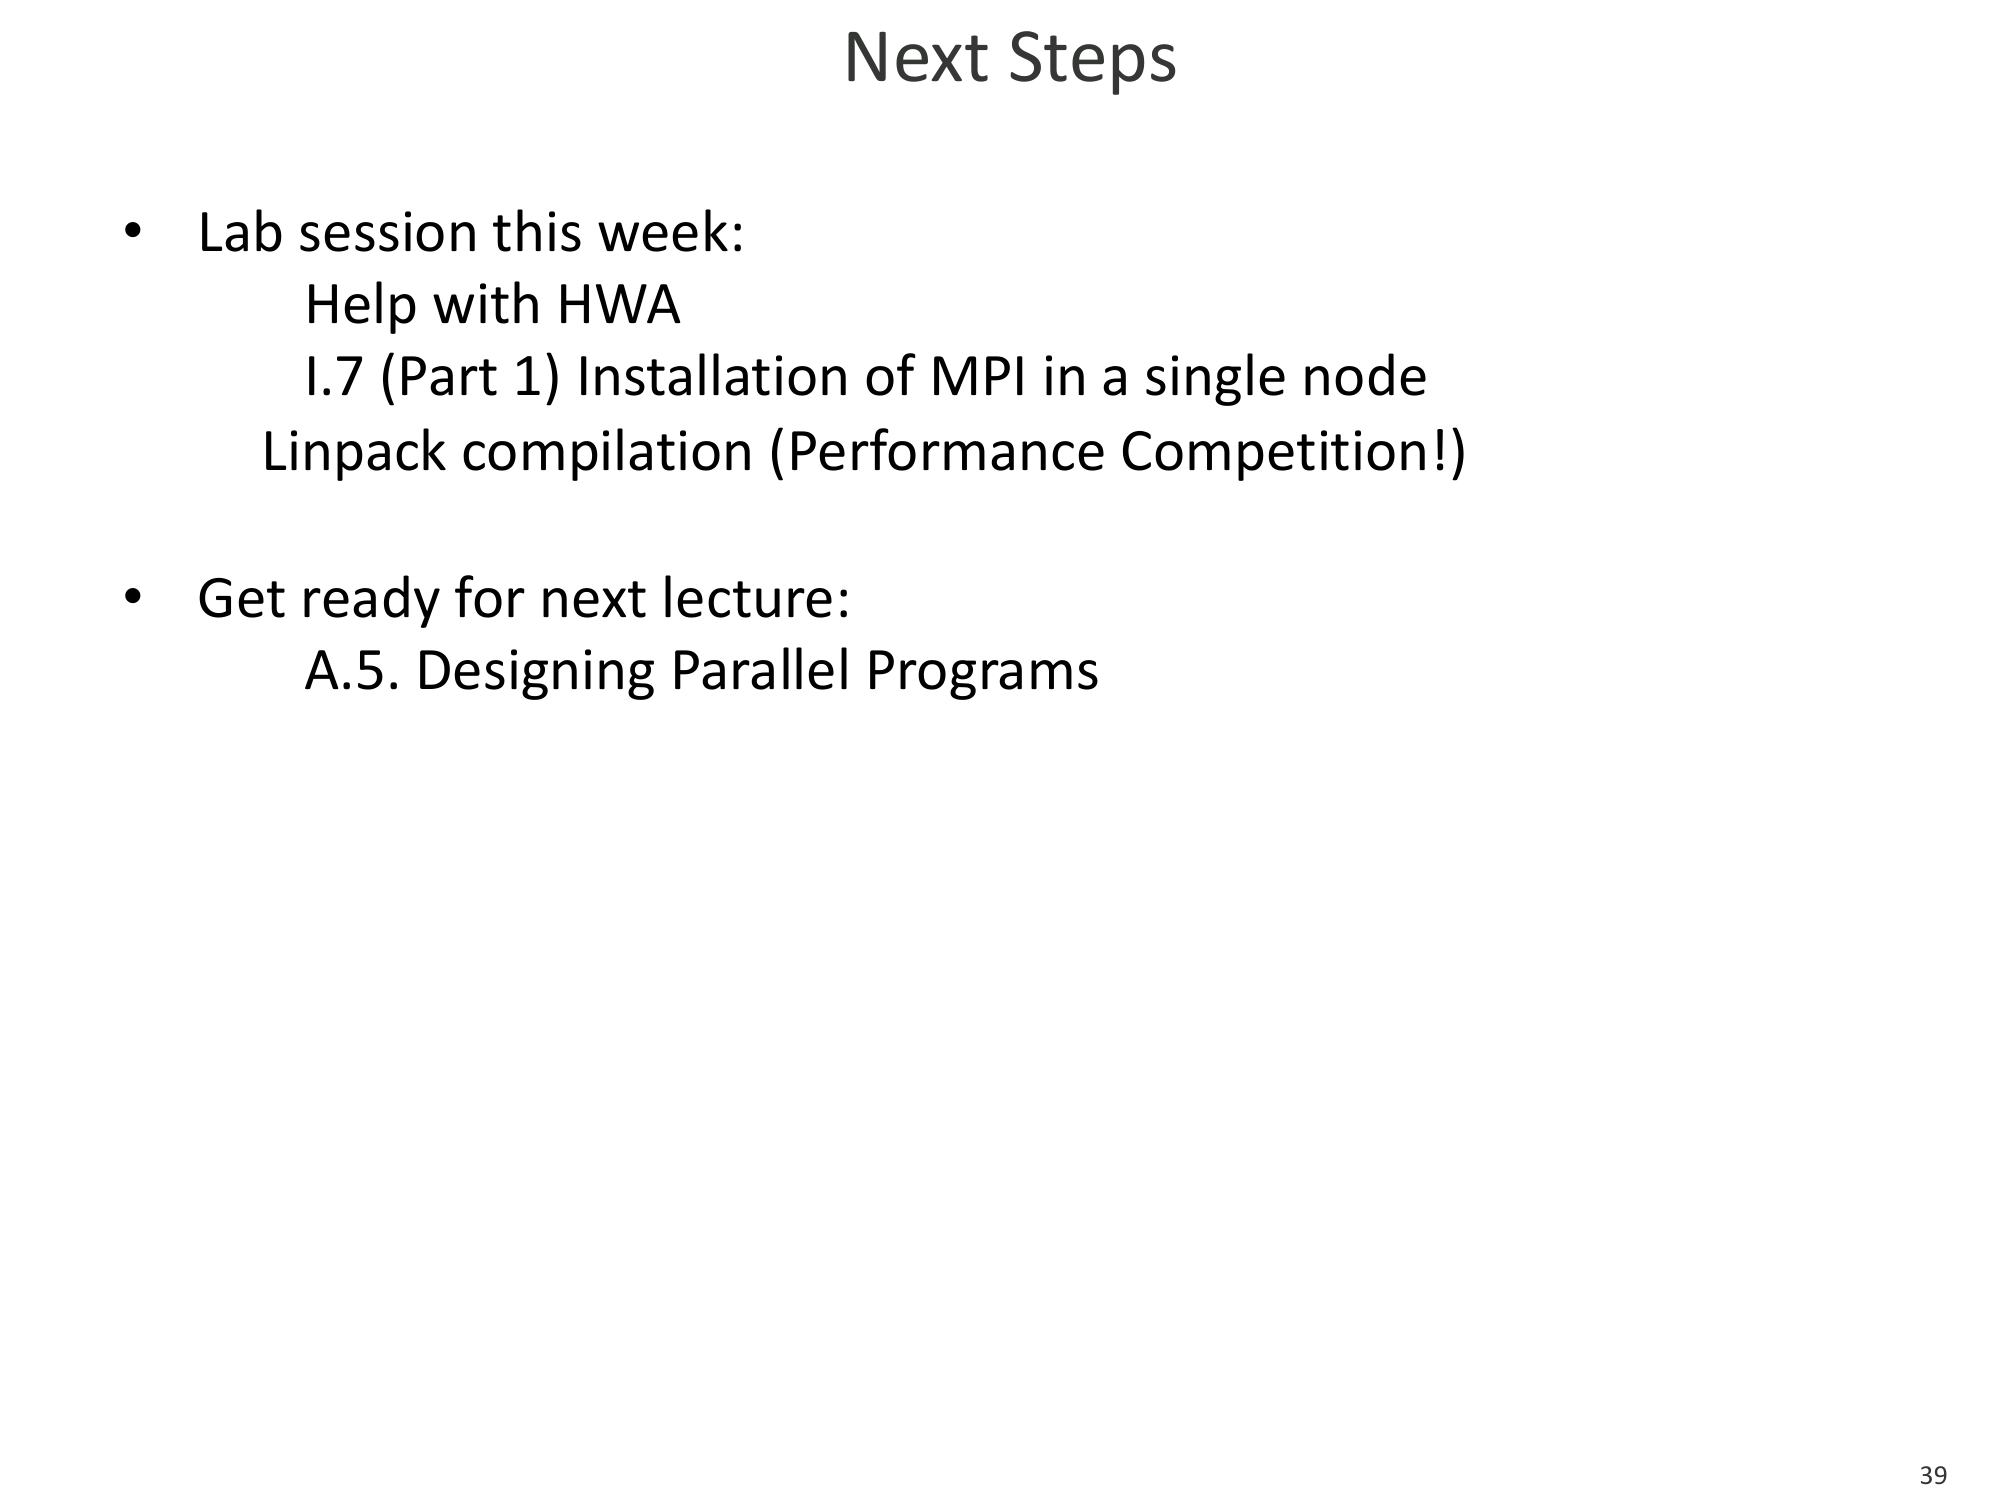 Next Steps
• Lab session this week:
Help with HWA
I.7 (Part 1) Installation of MPI in a single node
Linpack compilation (Performance Competition!)
• Get ready for next lecture:
A.5. Designing Parallel Programs
39